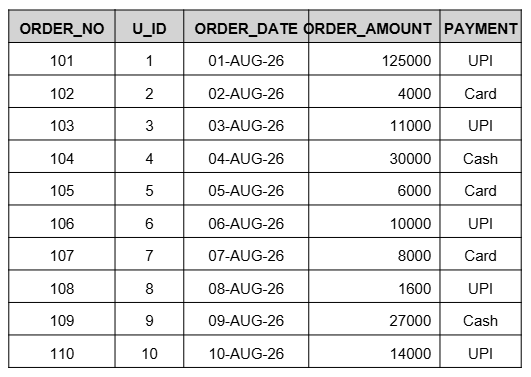 ORDER_NO U_ID ORDER_DATE ORDER_AMOUNT PAYMENT
101 1 01-AUG-26 125000 UPI
102 2 02-AUG-26 4000 Card
103 3 03-AUG-26 11000 UPI
104 4 04-AUG-26 30000 Cash
105 5 05-AUG-26 6000 Card
106 6 06-AUG-26 10000 UPI
107 7 07-AUG-26 8000 Card
108 8 08-AUG-26 1600 UPI
109 9 09-AUG-26 27000 Cash
110 10 10-AUG-26 14000 UPI